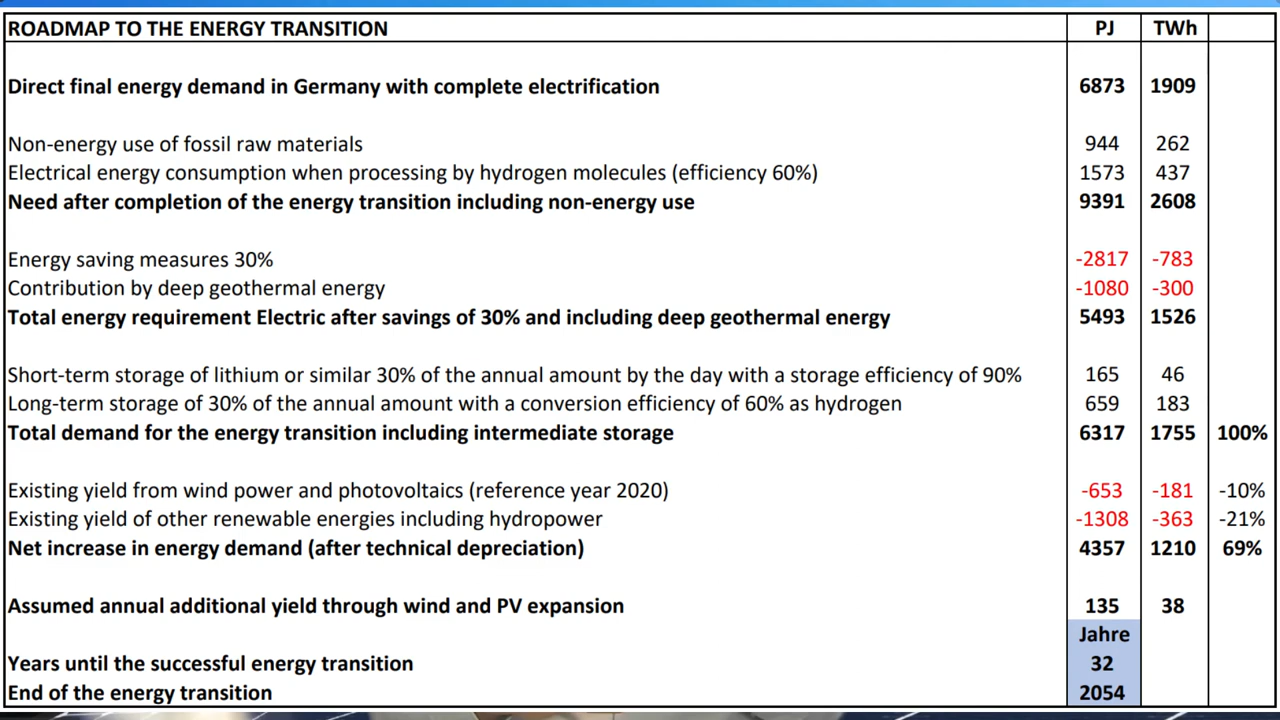 ROADMAP TO THE ENERGY TRANSITION PJ TWh
Direct final energy demand in Germany with complete electrification 6873 1909
Non-energy use of fossil raw materials 944 262
Electrical energy consumption when processing by hydrogen molecules (efficiency 60%) 1573 437
Need after completion of the energy transition including non-energy use 9391 2608
Energy saving measures 30% -2817 -783
Contribution by deep geothermal energy -1080 -300
Total energy requirement Electric after savings of 30% and including deep geothermal energy 5493 1526
Short-term storage of lithium or similar 30% of the annual amount by the day with a storage efficiency of 90% 165 46
Long-term storage of 30% of the annual amount with a conversion efficiency of 60% as hydrogen 659 183
Total demand for the energy transition including intermediate storage 6317 1755 100%
Existing yield from wind power and photovoltaics (reference year 2020) -653 -181 -10%
Existing yield of other renewable energies including hydropower -1308 -363 -21%
Net increase in energy demand (after technical depreciation) 4357 1210 69%
Assumed annual additional yield through wind and PV expansion 135 38
Jahre
Years until the successful energy transition 32
End of the energy transition 2054